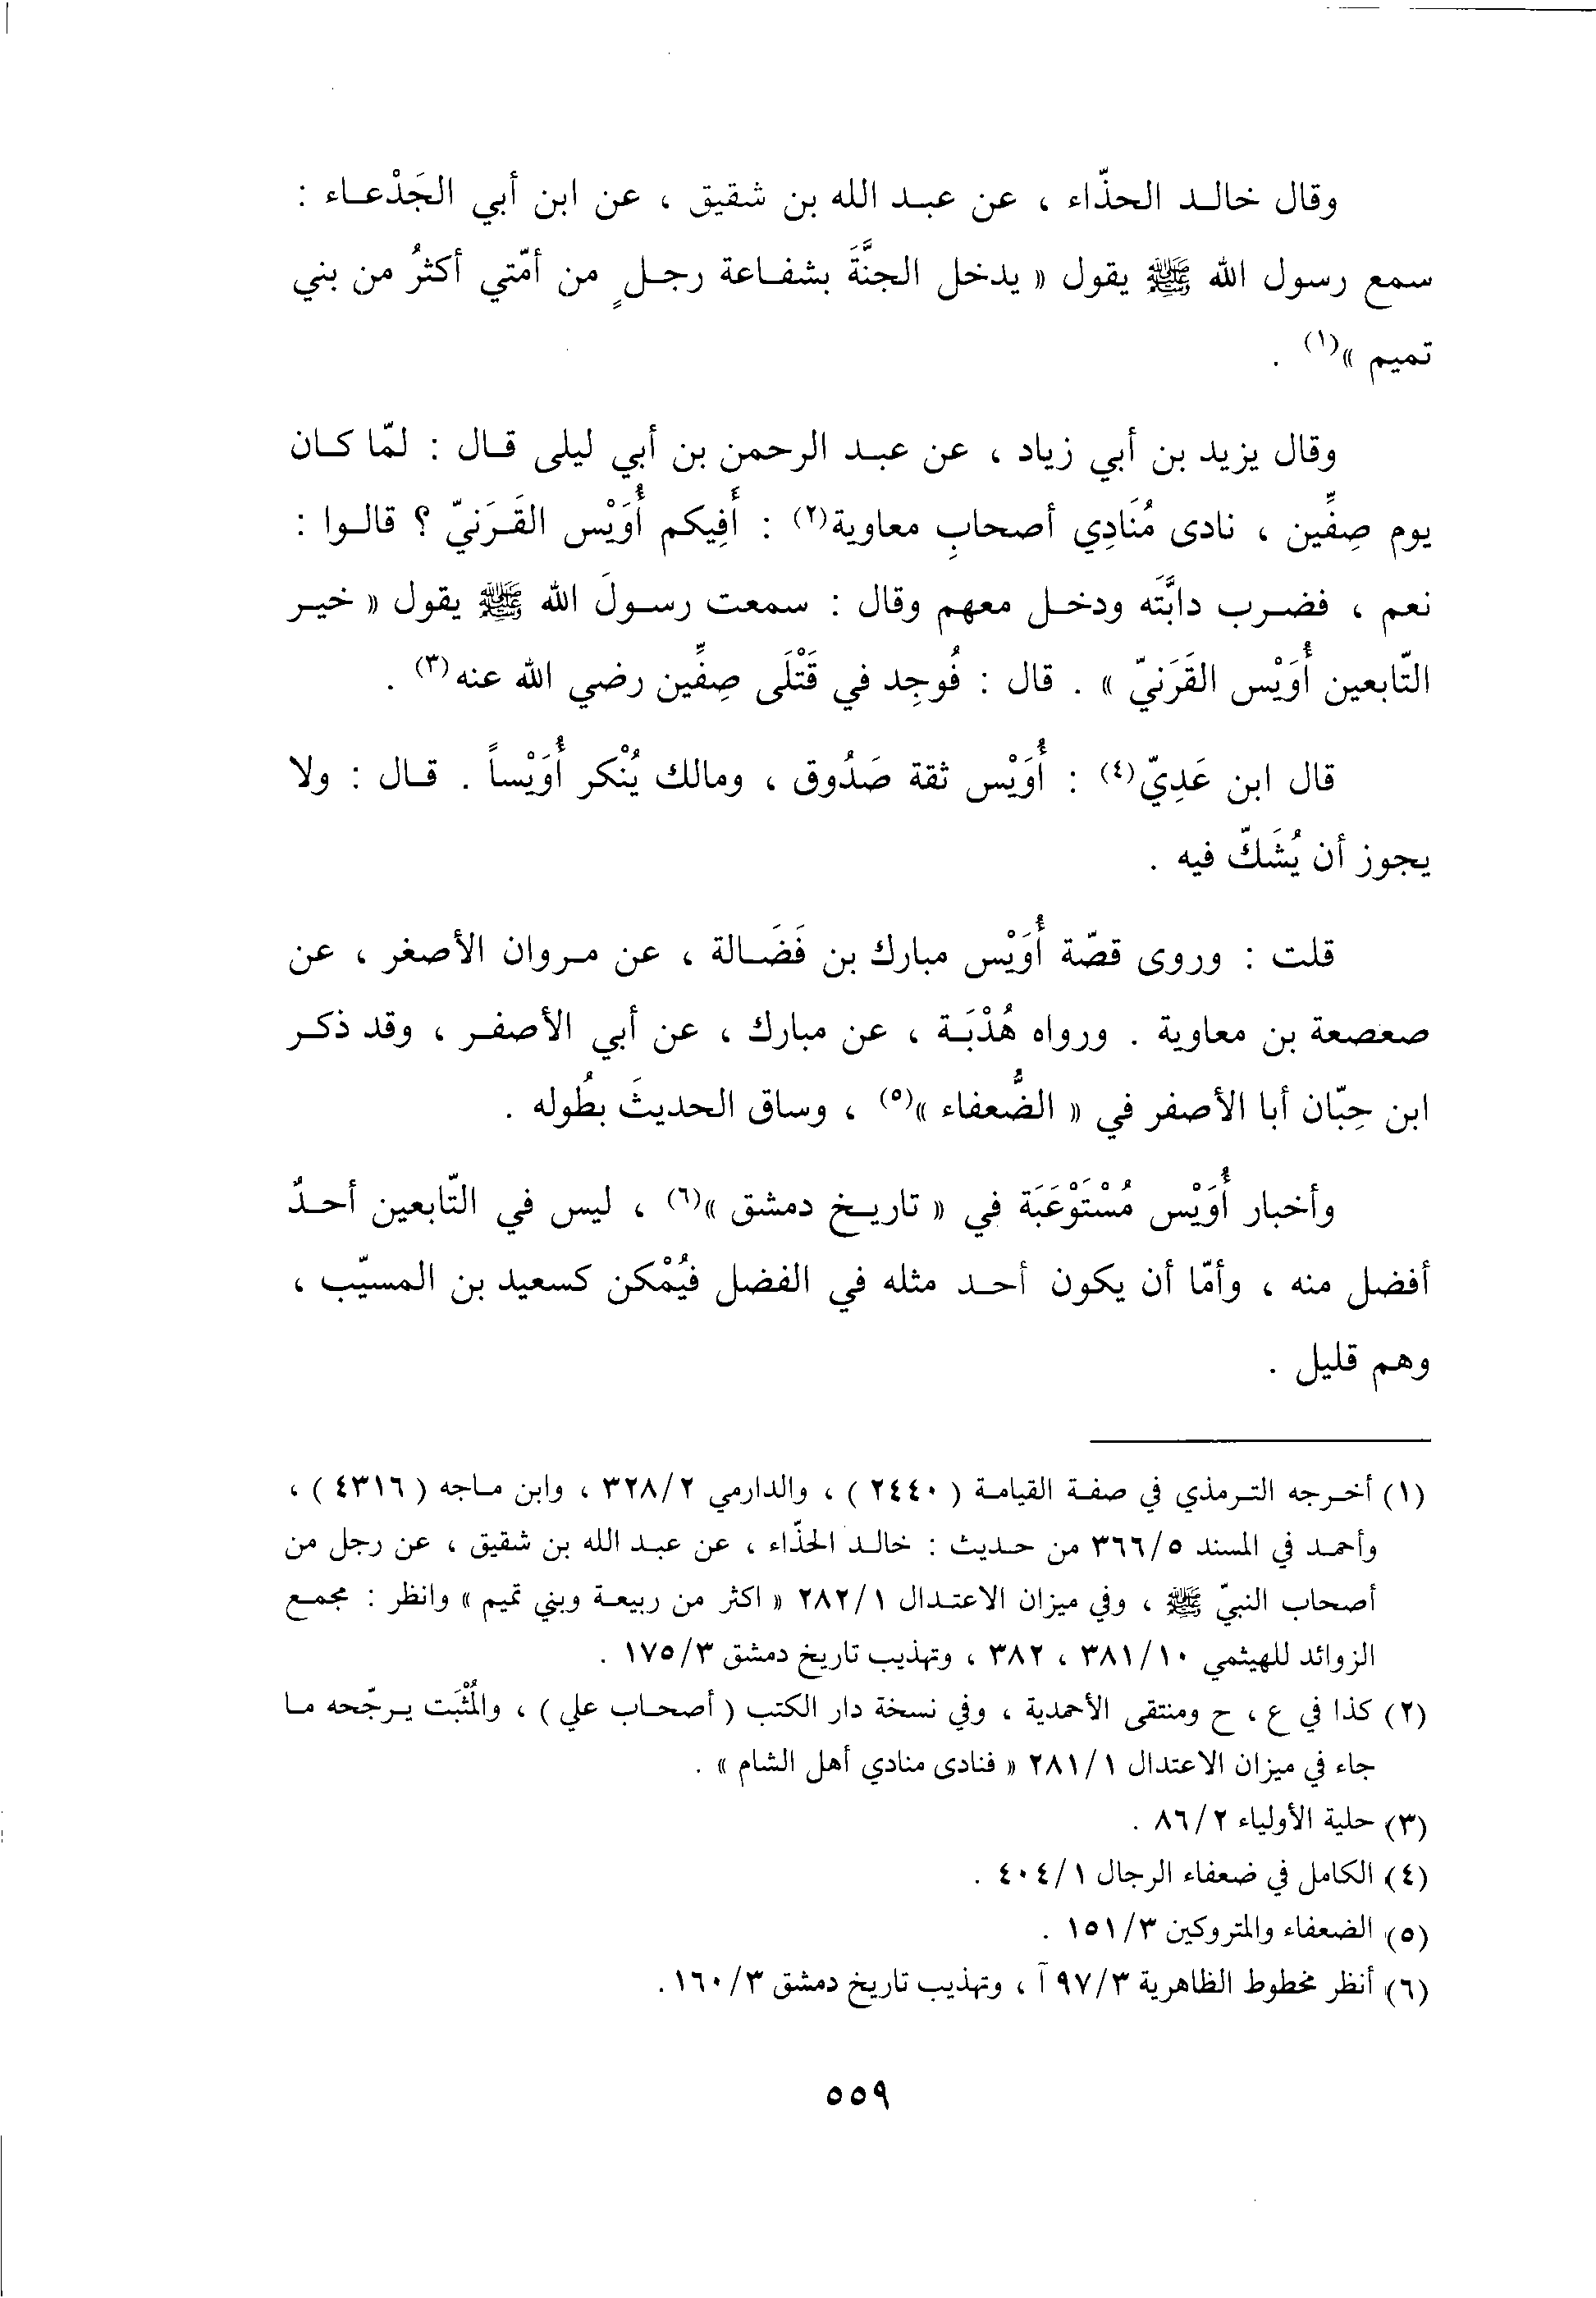 وقال خالد الحذّاء ، عن عبد الله بن شقيق ، عن ابن أبي الجَذْعاء :
سمع رسول الله ﷺ يقول « يدخل الجنَّةَ بشفاعة رجلٍ من أمّتي أكثرُ من بني
تميم »(١) .
وقال يزيد بن أبي زياد ، عن عبد الرحمن بن أبي ليلى قال : لمّا كان
يوم صِفِّين ، نادى مُنَادِي أصحابِ معاوية(٢) : أَفِيكم أُوَيْس القَرَنيّ ؟ قالوا :
نعم ، فضرب دابَّتَه ودخل معهم وقال : سمعت رسولَ الله ﷺ يقول « خير
التّابعين أُوَيْس القَرَنيّ » . قال : فُوجِد في قَتْلَى صِفِّين رضي الله عنه(٣) .
قال ابن عَدِيّ(٤) : أُوَيْس ثقة صَدُوق ، ومالك يُنْكر أُوَيْساً . قال : ولا
يجوز أن يُشَكّ فيه .
قلت : وروى قصّة أُوَيْس مبارك بن فَضَالة ، عن مروان الأصغر ، عن
صعصعة بن معاوية . ورواه هُدْبَة ، عن مبارك ، عن أبي الأصفر ، وقد ذكر
ابن حِبّان أبا الأصفر في « الضُّعفاء »(٥) ، وساق الحديثَ بطُوله .
وأخبار أُوَيْس مُسْتَوْعَبَة في « تاريخ دمشق »(٦) ، ليس في التّابعين أحدٌ
أفضل منه ، وأمّا أن يكون أحد مثله في الفضل فيُمْكن كسعيد بن المسيّب ،
وهم قليل .
(١) أخرجه الترمذي في صفة القيامة ( ٢٤٤٠ ) ، والدارمي ٣٢٨/٢ ، وابن ماجه ( ٤٣١٦ ) ،
وأحمد في المسند ٣٦٦/٥ من حديث : خالد الحذّاء ، عن عبد الله بن شقيق ، عن رجل من
أصحاب النبيّ ﷺ ، وفي ميزان الاعتدال ٢٨٢/١ « اكثر من ربيعة وبني تميم » وانظر : مجمع
الزوائد للهيثمي ٣٨١/١٠ ، ٣٨٢ ، وتهذيب تاريخ دمشق ١٧٥/٣ .
(٢) كذا في ع ، ح ومنتقى الأحمدية ، وفي نسخة دار الكتب ( أصحاب علي ) ، والمُثْبَت يرجّحه ما
جاء في ميزان الاعتدال ٢٨١/١ « فنادى منادي أهل الشام » .
(٣) حلية الأولياء ٨٦/٢ .
(٤) الكامل في ضعفاء الرجال ٤٠٤/١ .
(٥) الضعفاء والمتروكين ١٥١/٣ .
(٦) أنظر مخطوط الظاهرية ٩٧/٣ آ ، وتهذيب تاريخ دمشق ١٦٠/٣ .
٥٥٩